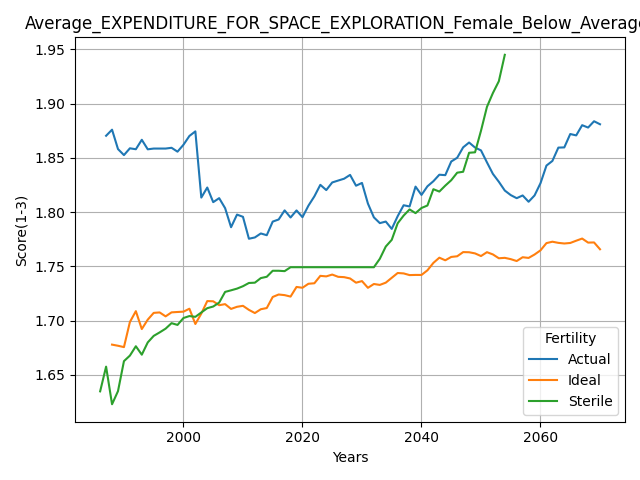 Average_EXPENDITURE_FOR_SPACE_EXPLORATION_Female_Below_Average
Score(1-3)
1.95
1.90
1.85
1.80
1.75
1.70
1.65
2000 2020 2040 2060
Years
Fertility
Actual
Ideal
Sterile